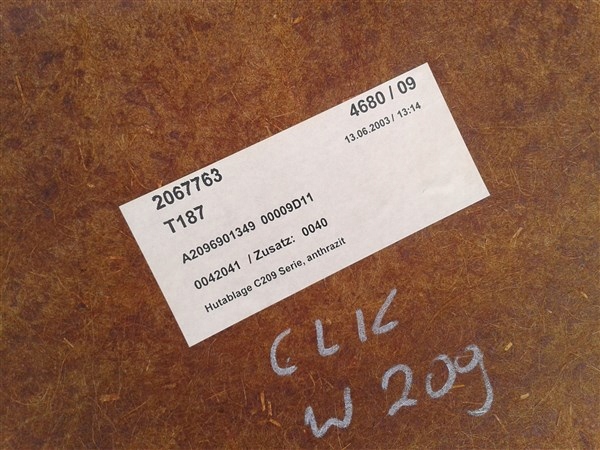 4680 / 09
13.06.2003 / 13:14
2067763
T187
A2096901349 00009D11
0042041 / Zusatz: 0040
Hutablage C209 Serie, anthrazit
CLK
W 209